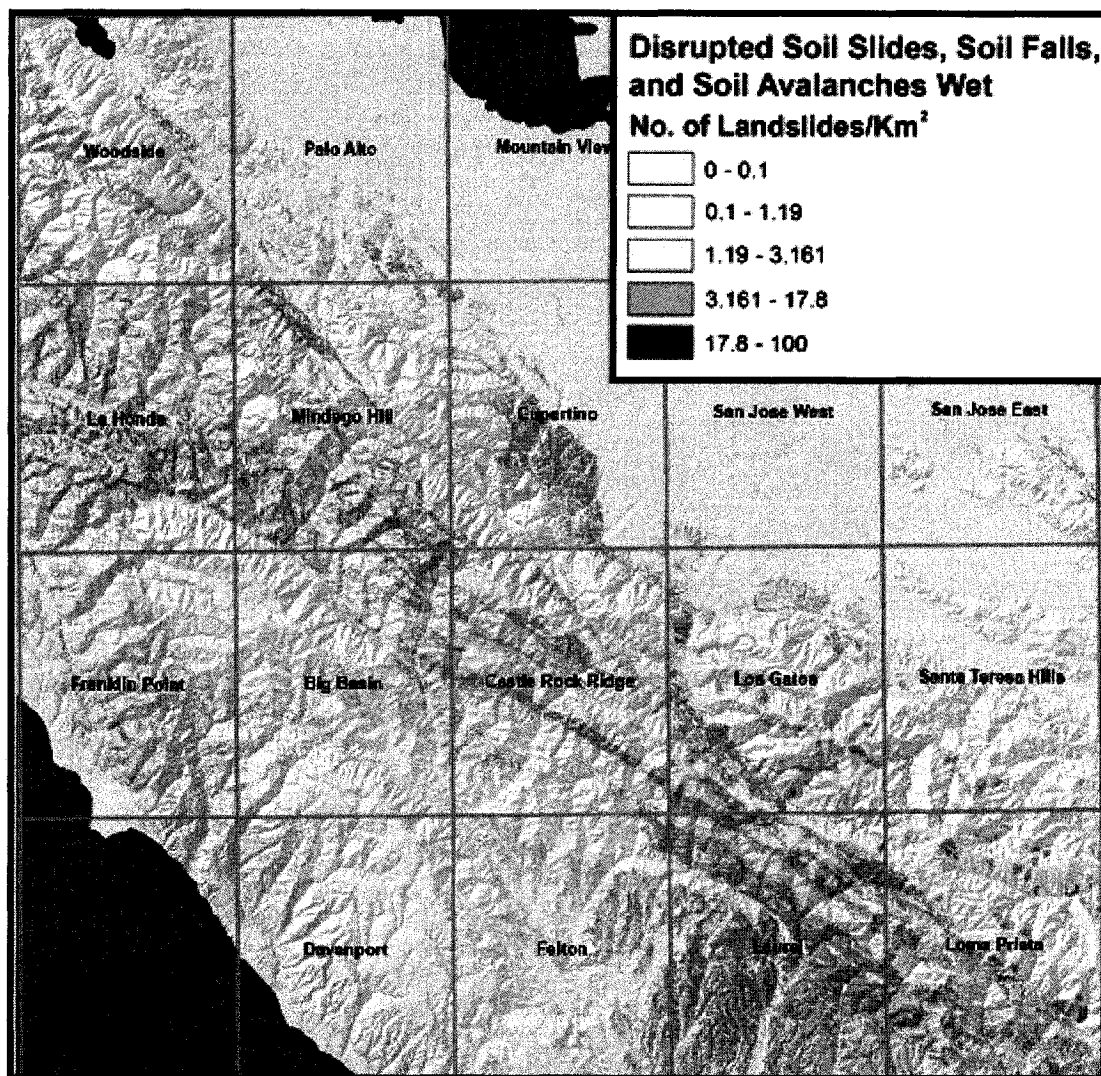 Disrupted Soil Slides, Soil Falls,
and Soil Avalanches Wet
No. of Landslides/Km²
0 - 0.1
0.1 - 1.19
1.19 - 3.161
3.161 - 17.8
17.8 - 100
Woodside
Palo Alto
Mountain View
La Honda
Mindego Hill
Cupertino
San Jose West
San Jose East
Franklin Point
Big Basin
Castle Rock Ridge
Los Gatos
Santa Teresa Hills
Davenport
Felton
Laurel
Loma Prieta